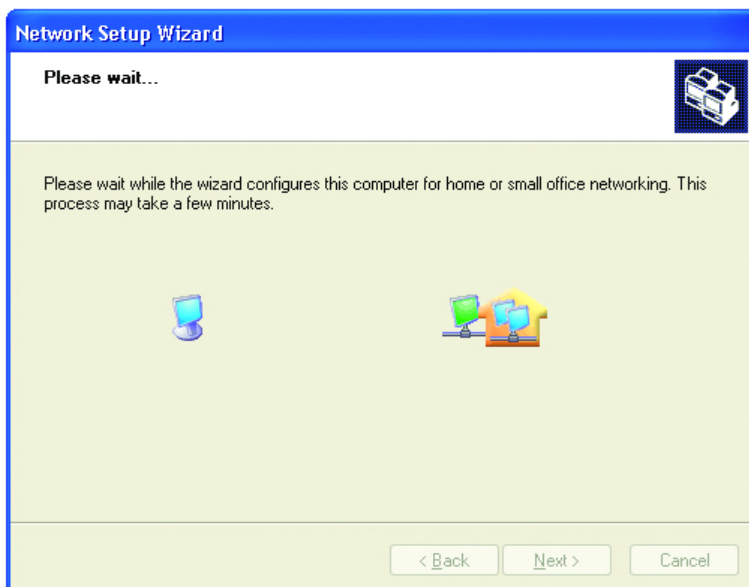 Network Setup Wizard
Please wait...
Please wait while the wizard configures this computer for home or small office networking. This
process may take a few minutes.
< Back
Next >
Cancel